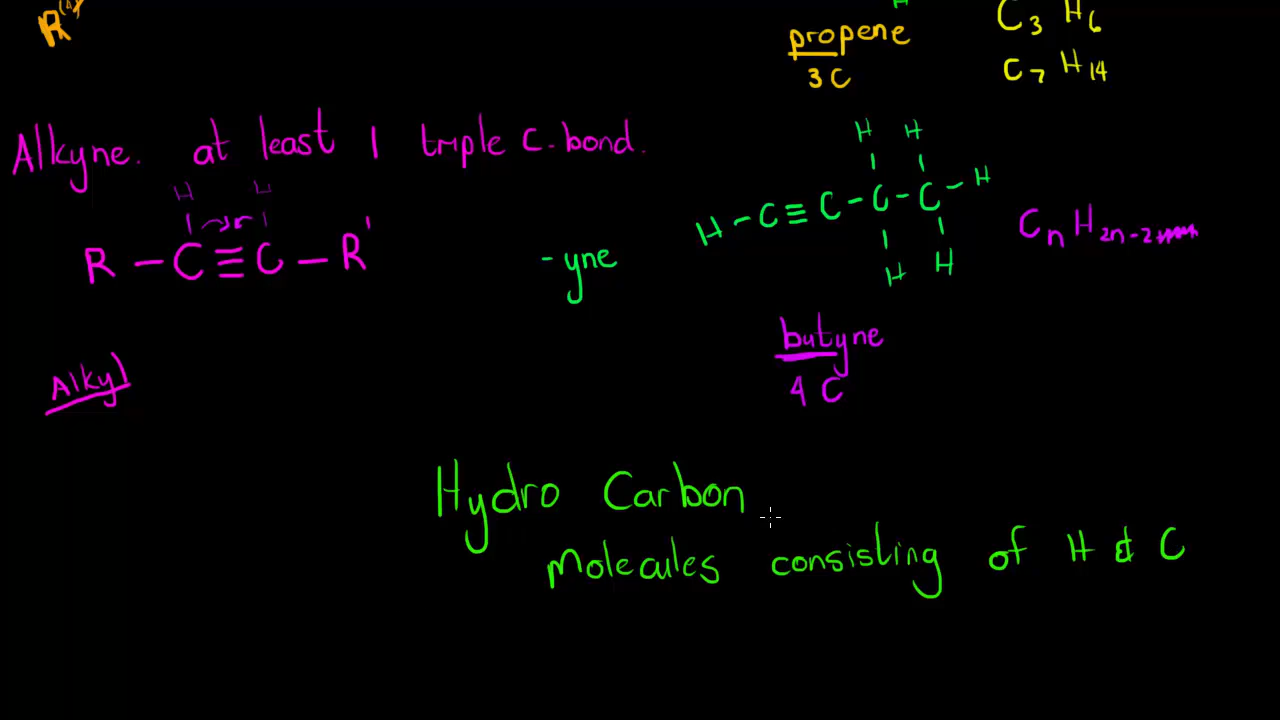 R
H
propene
3C
C3 H6
C7 H14
Alkyne. at least 1 triple C-bond.
H H
R — C ≡ C — R'
- yne
H H
H - C ≡ C - C - C - H
H H
CnH2n-2
butyne
4 C
Alkyl
Hydro Carbon
Molecules consisting of H & C